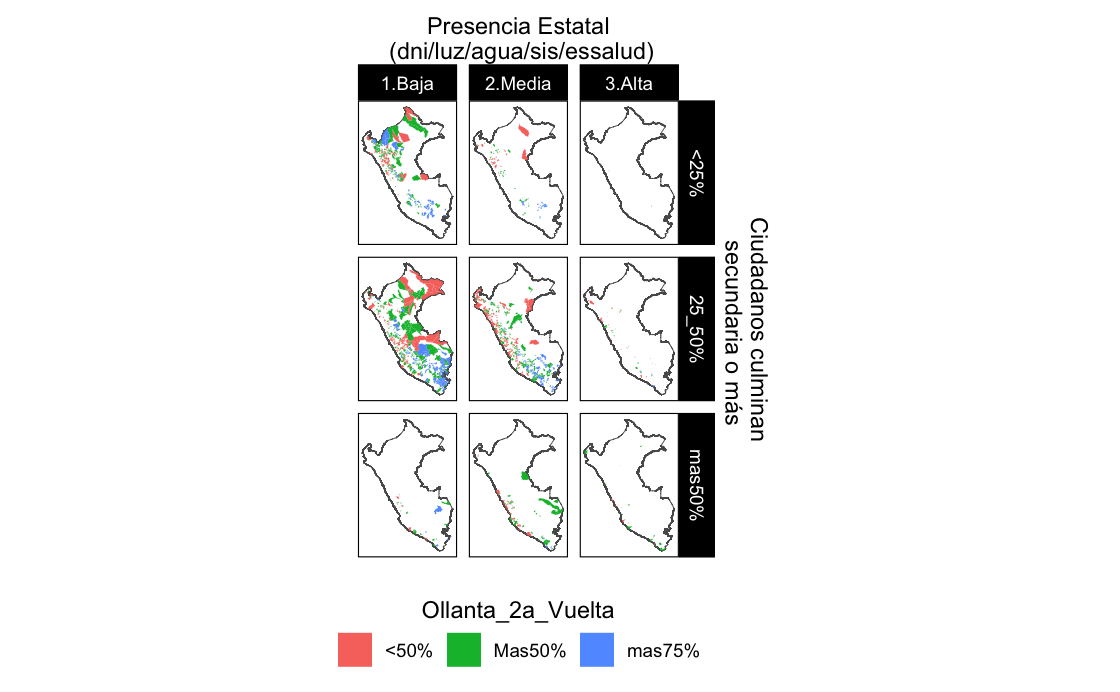 Presencia Estatal
(dni/luz/agua/sis/essalud)
1.Baja
2.Media
3.Alta
<25%
25_50%
mas50%
Ciudadanos culminan
secundaria o más
Ollanta_2a_Vuelta
<50%
Mas50%
mas75%